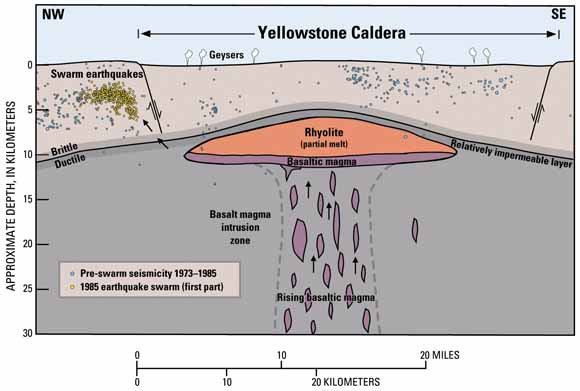 NW
SE
Yellowstone Caldera
Geysers
Swarm earthquakes
0
5
10
15
20
25
30
APPROXIMATE DEPTH, IN KILOMETERS
Rhyolite
(partial melt)
Basaltic magma
Brittle
Ductile
Relatively impermeable layer
Basalt magma
intrusion
zone
Pre-swarm seismicity 1973–1985
1985 earthquake swarm (first part)
Rising basaltic magma
0 10 20 MILES
0 10 20 KILOMETERS